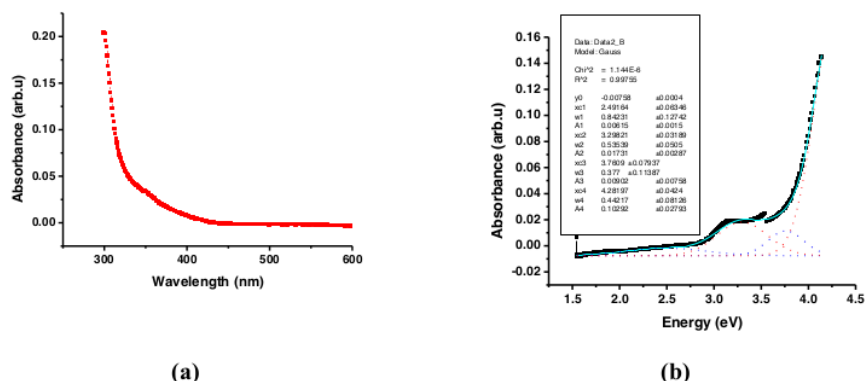 0.20
0.15
0.10
0.05
0.00
Absorbance (arb.u)
300 400 500 600
Wavelength (nm)
(a)
0.16
0.14
0.12
0.10
0.08
0.06
0.04
0.02
0.00
-0.02
Absorbance (arb.u)
Data: Data2_B
Model: Gauss
Chi^2 = 1.144E-6
R^2 = 0.99755
y0 -0.00758 ±0.0004
xc1 2.49164 ±0.06346
w1 0.84231 ±0.12742
A1 0.00615 ±0.0015
xc2 3.29821 ±0.03189
w2 0.53539 ±0.0505
A2 0.01731 ±0.00287
xc3 3.7609 ±0.07937
w3 0.377 ±0.11387
A3 0.00902 ±0.00758
xc4 4.28197 ±0.0424
w4 0.44217 ±0.08126
A4 0.10292 ±0.02793
1.5 2.0 2.5 3.0 3.5 4.0 4.5
Energy (eV)
(b)